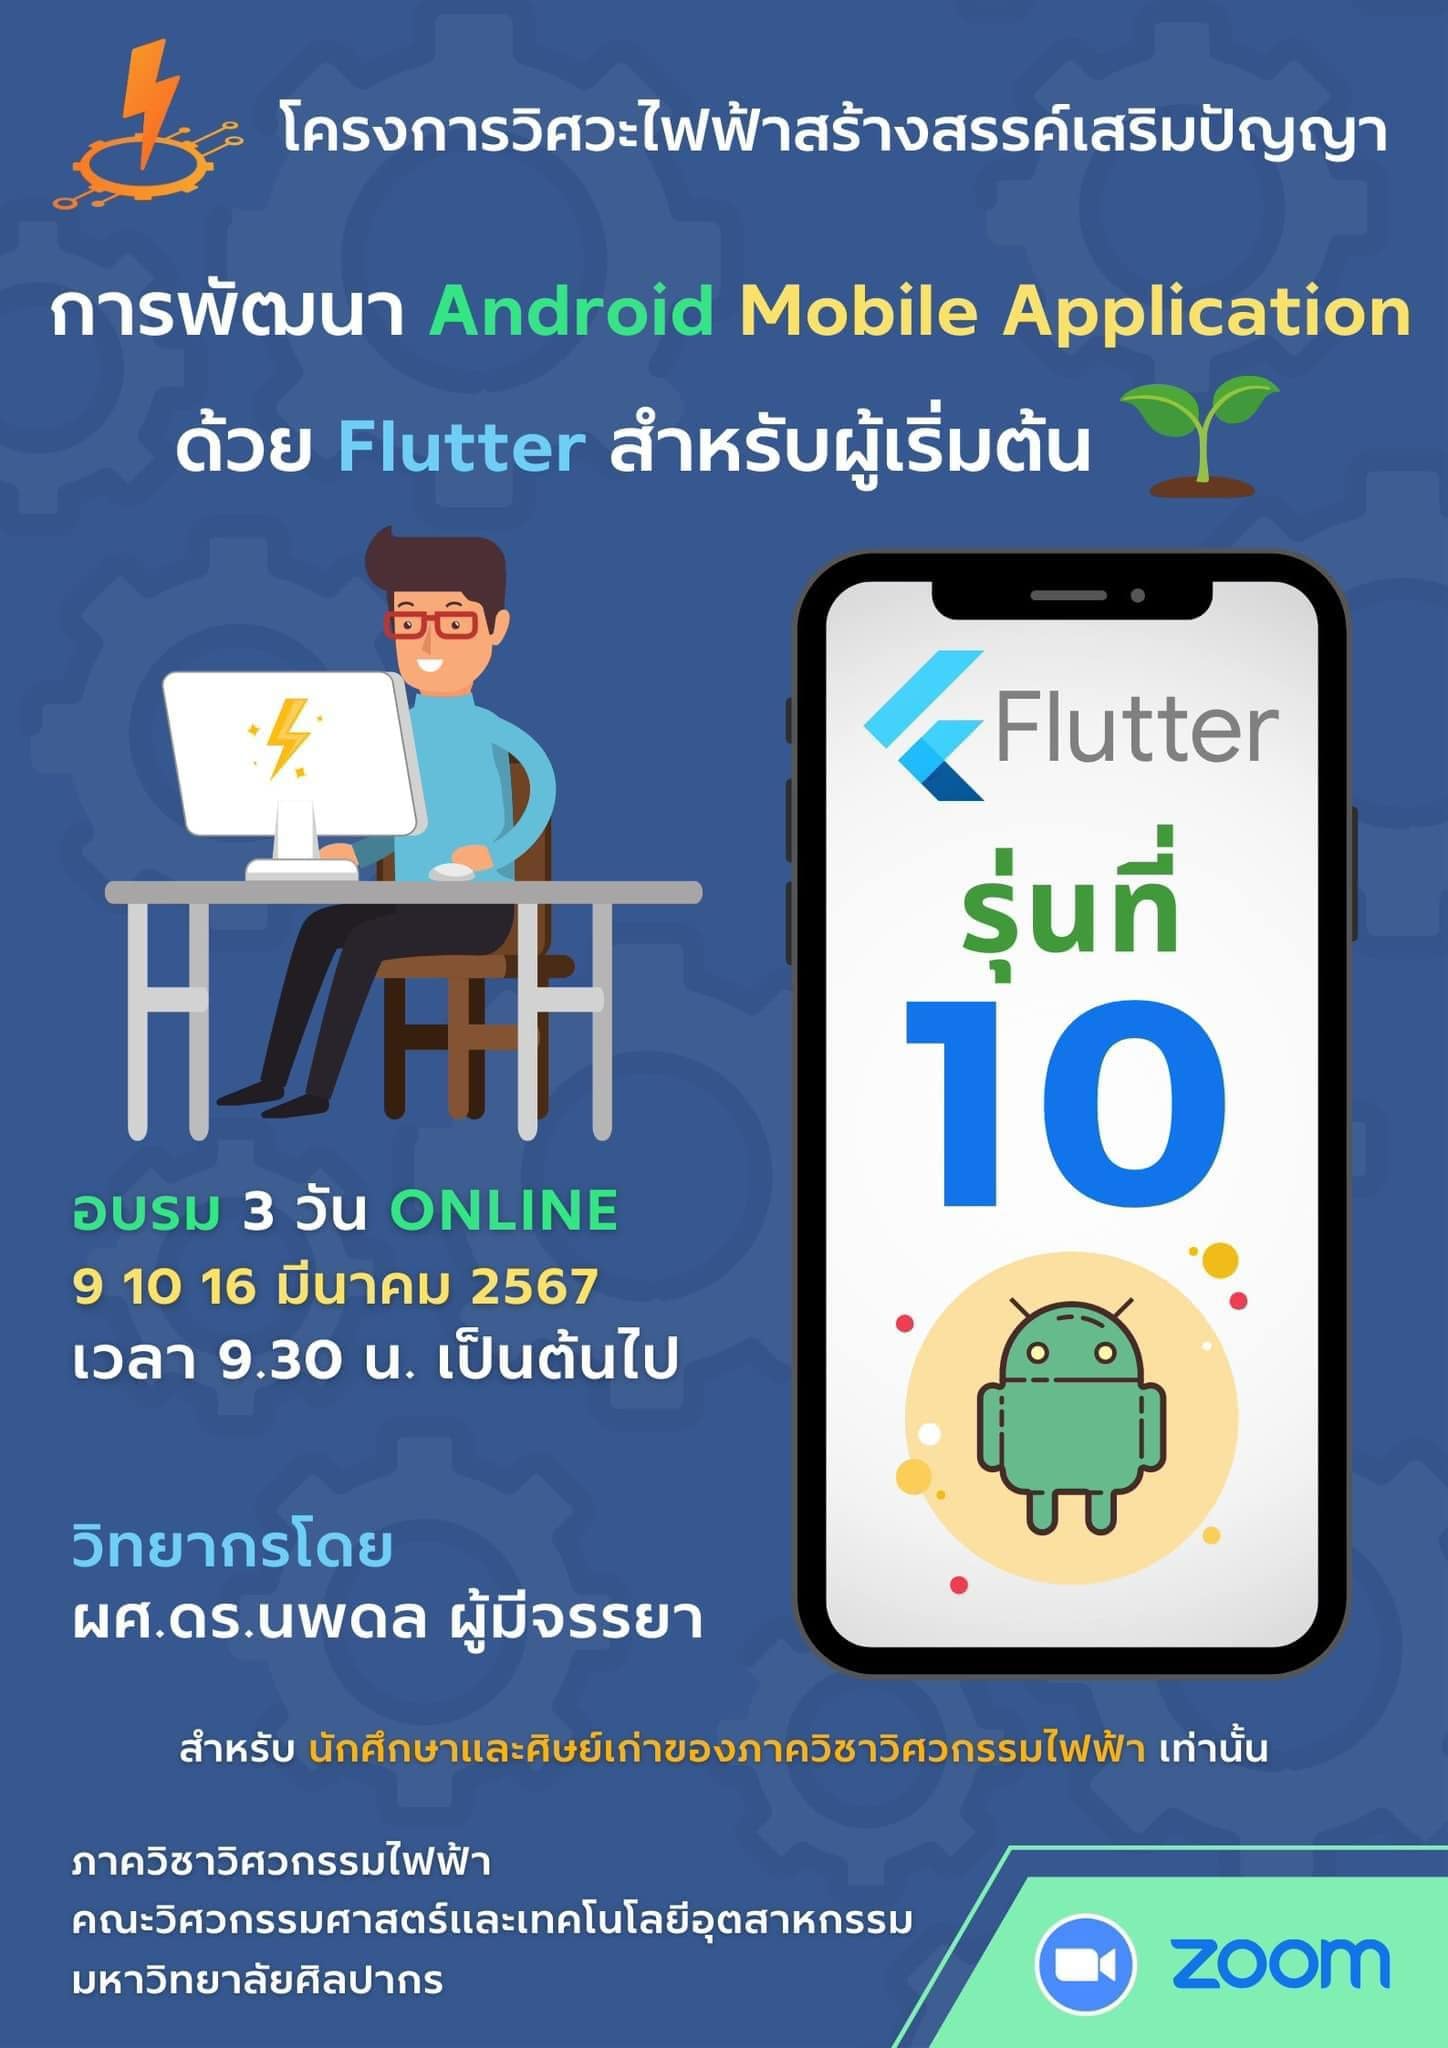 โครงการวิศวะไฟฟ้าสร้างสรรค์เสริมปัญญา
การพัฒนา Android Mobile Application
ด้วย Flutter สำหรับผู้เริ่มต้น
Flutter
รุ่นที่
10
อบรม 3 วัน ONLINE
9 10 16 มีนาคม 2567
เวลา 9.30 น. เป็นต้นไป
วิทยากรโดย
ผศ.ดร.นพดล ผู้มีจรรยา
สำหรับ นักศึกษาและศิษย์เก่าของภาควิชาวิศวกรรมไฟฟ้า เท่านั้น
ภาควิชาวิศวกรรมไฟฟ้า
คณะวิศวกรรมศาสตร์และเทคโนโลยีอุตสาหกรรม
มหาวิทยาลัยศิลปากร
zoom